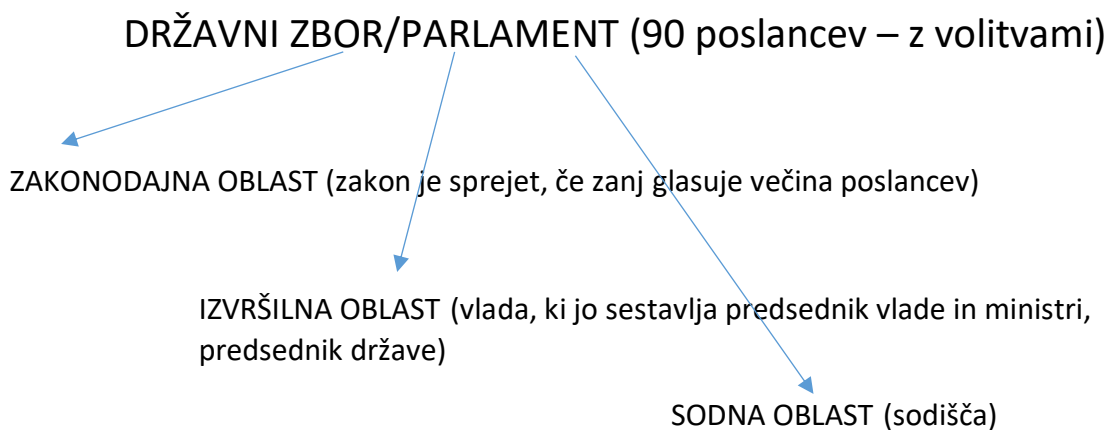 DRŽAVNI ZBOR/PARLAMENT (90 poslancev – z volitvami)
ZAKONODAJNA OBLAST (zakon je sprejet, če zanj glasuje večina poslancev)
IZVRŠILNA OBLAST (vlada, ki jo sestavlja predsednik vlade in ministri,
predsednik države)
SODNA OBLAST (sodišča)